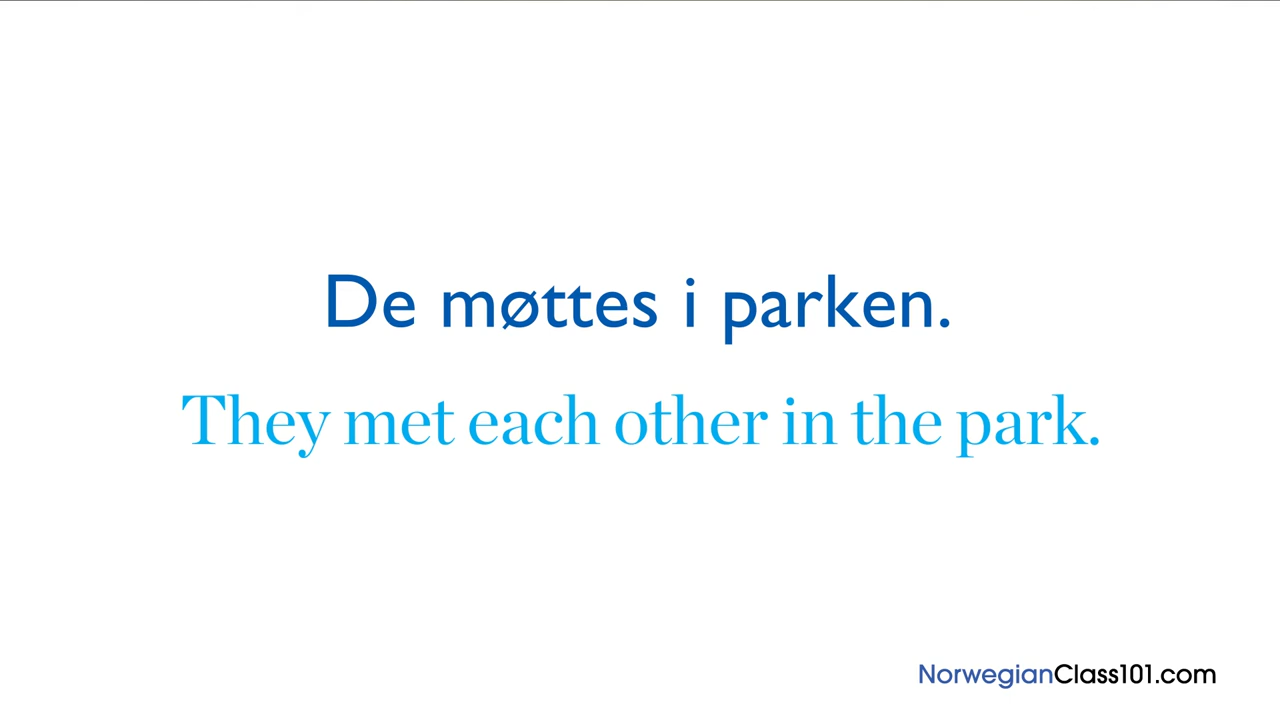 De møttes i parken.
They met each other in the park.
NorwegianClass101.com